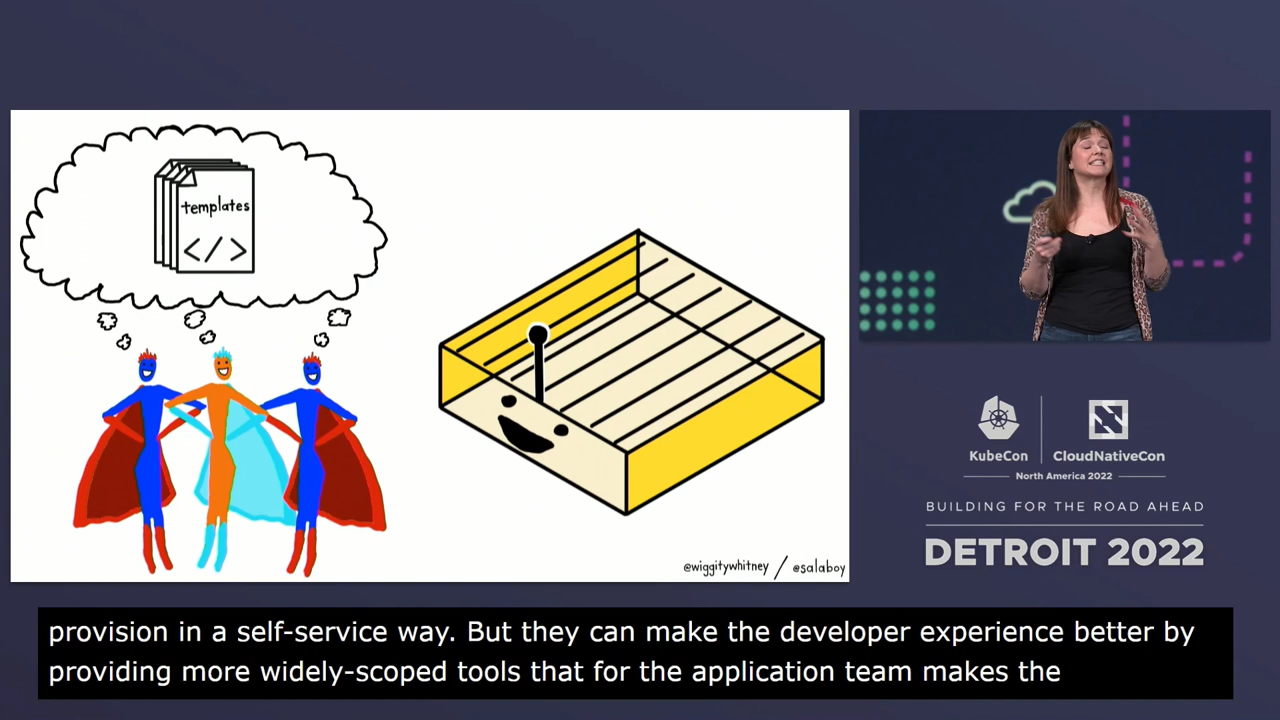 templates
</>
@wiggitywhitney / @salaboy
KubeCon
CloudNativeCon
North America 2022
BUILDING FOR THE ROAD AHEAD
DETROIT 2022
provision in a self-service way. But they can make the developer experience better by
providing more widely-scoped tools that for the application team makes the